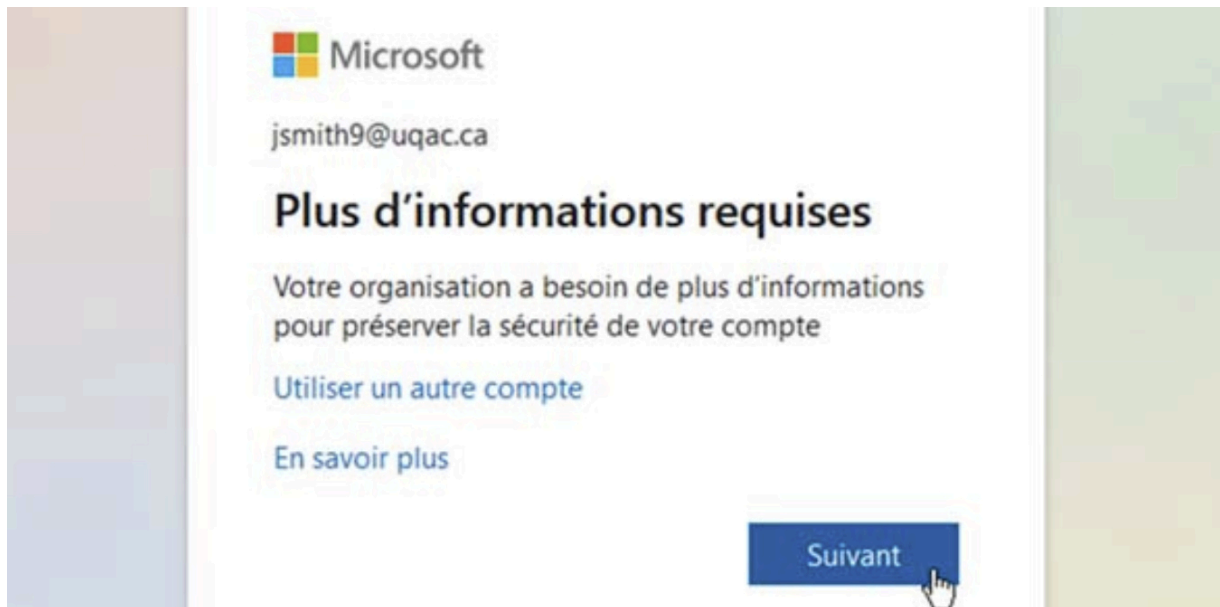 Microsoft
jsmith9@uqac.ca
Plus d’informations requises
Votre organisation a besoin de plus d’informations
pour préserver la sécurité de votre compte
Utiliser un autre compte
En savoir plus
Suivant